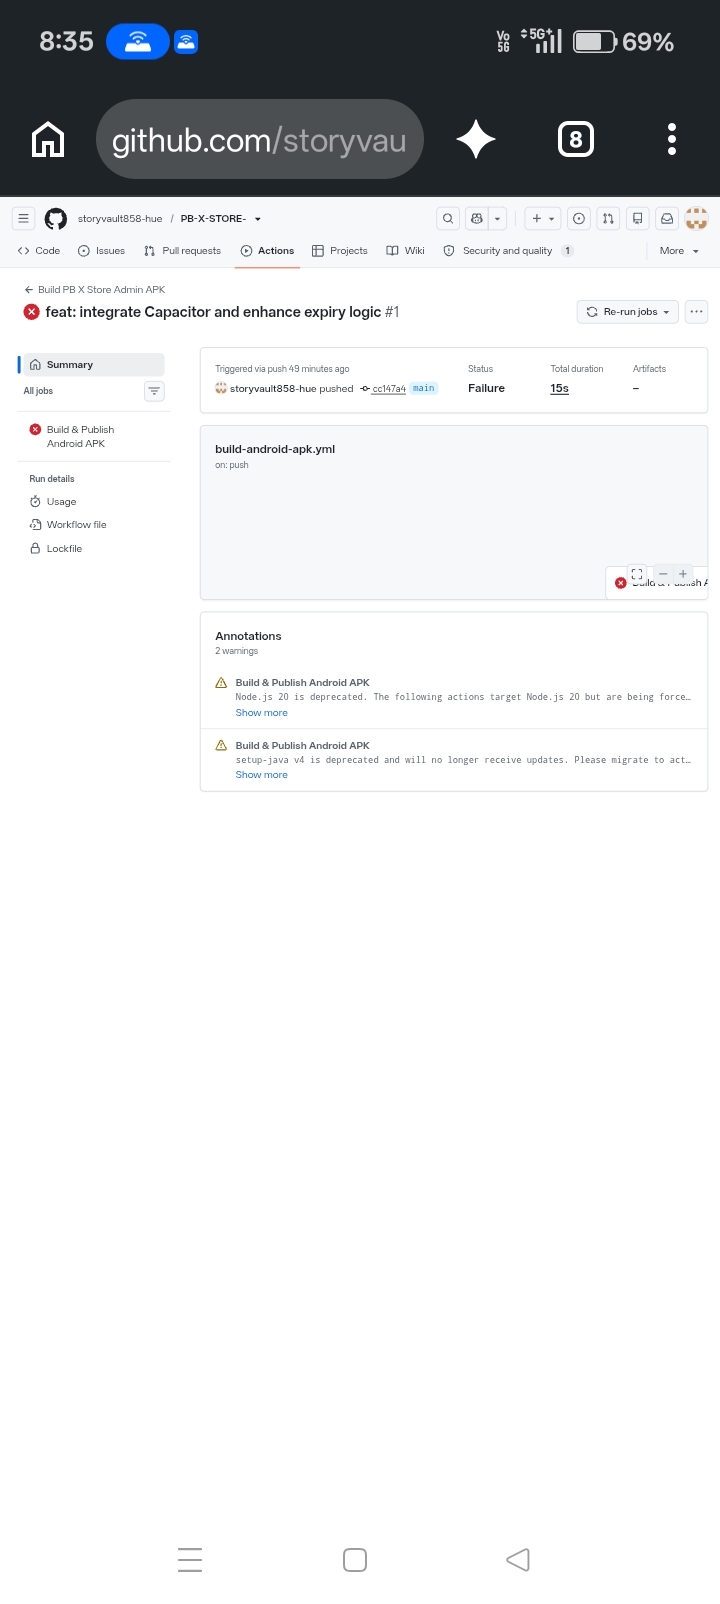 8:35
Vo 5G 5G+ 69%
github.com/storyvau
8
storyvault858-hue / PB-X-STORE-
Code Issues Pull requests Actions Projects Wiki Security and quality 1 More
Build PB X Store Admin APK
feat: integrate Capacitor and enhance expiry logic #1
Re-run jobs
Summary
All jobs
Build & Publish
Android APK
Run details
Usage
Workflow file
Lockfile
Triggered via push 49 minutes ago
storyvault858-hue pushed cc147a4 main
Status
Failure
Total duration
15s
Artifacts
–
build-android-apk.yml
on: push
Build & Publish A
Annotations
2 warnings
Build & Publish Android APK
Node.js 20 is deprecated. The following actions target Node.js 20 but are being force…
Show more
Build & Publish Android APK
setup-java v4 is deprecated and will no longer receive updates. Please migrate to act…
Show more